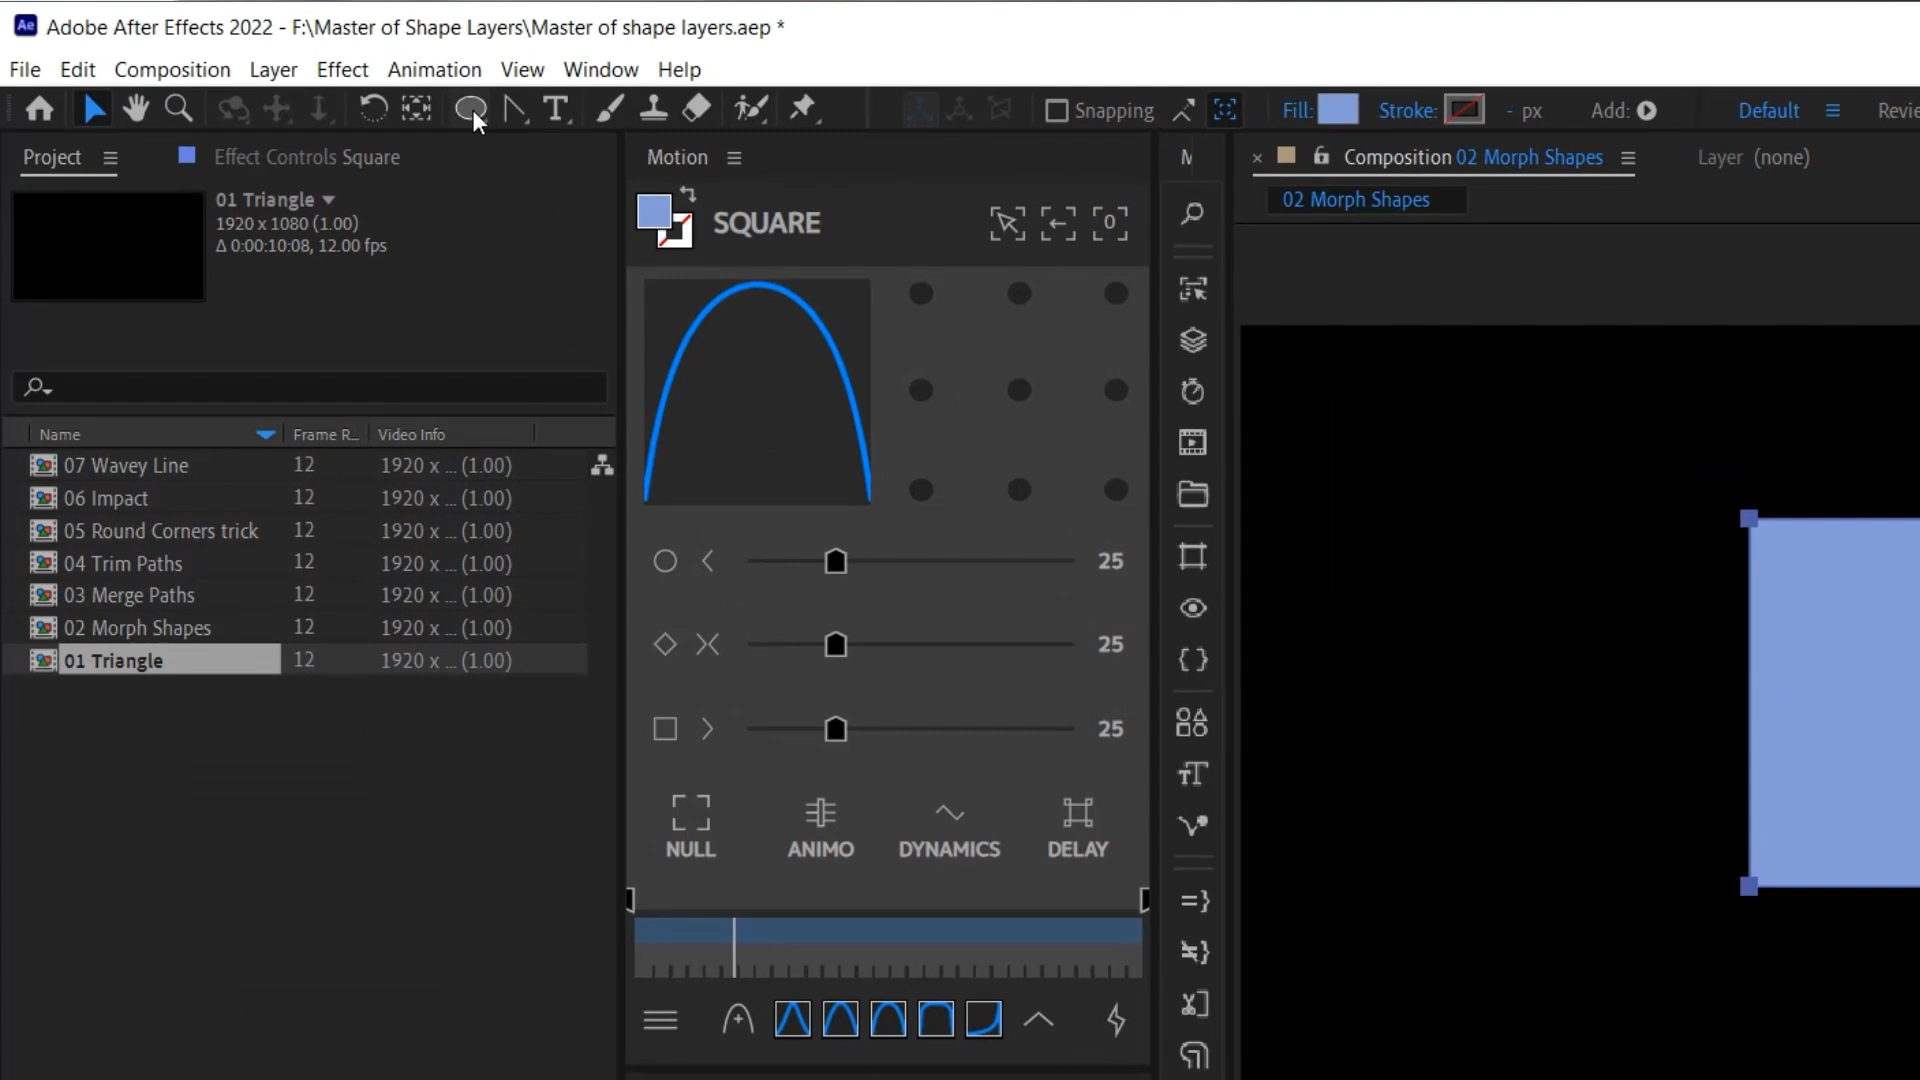 Ae Adobe After Effects 2022 - F:\Master of Shape Layers\Master of shape layers.aep *
File Edit Composition Layer Effect Animation View Window Help
Snapping Fill: Stroke: - px Add: Default Revie
Project Effect Controls Square Motion M Composition 02 Morph Shapes Layer (none)
01 Triangle
1920 x 1080 (1.00)
Δ 0:00:10:08, 12.00 fps
SQUARE
0
02 Morph Shapes
Name Frame R... Video Info
07 Wavey Line 12 1920 x ... (1.00)
06 Impact 12 1920 x ... (1.00)
05 Round Corners trick 12 1920 x ... (1.00)
04 Trim Paths 12 1920 x ... (1.00)
03 Merge Paths 12 1920 x ... (1.00)
02 Morph Shapes 12 1920 x ... (1.00)
01 Triangle 12 1920 x ... (1.00)
25
25
25
NULL ANIMO DYNAMICS DELAY